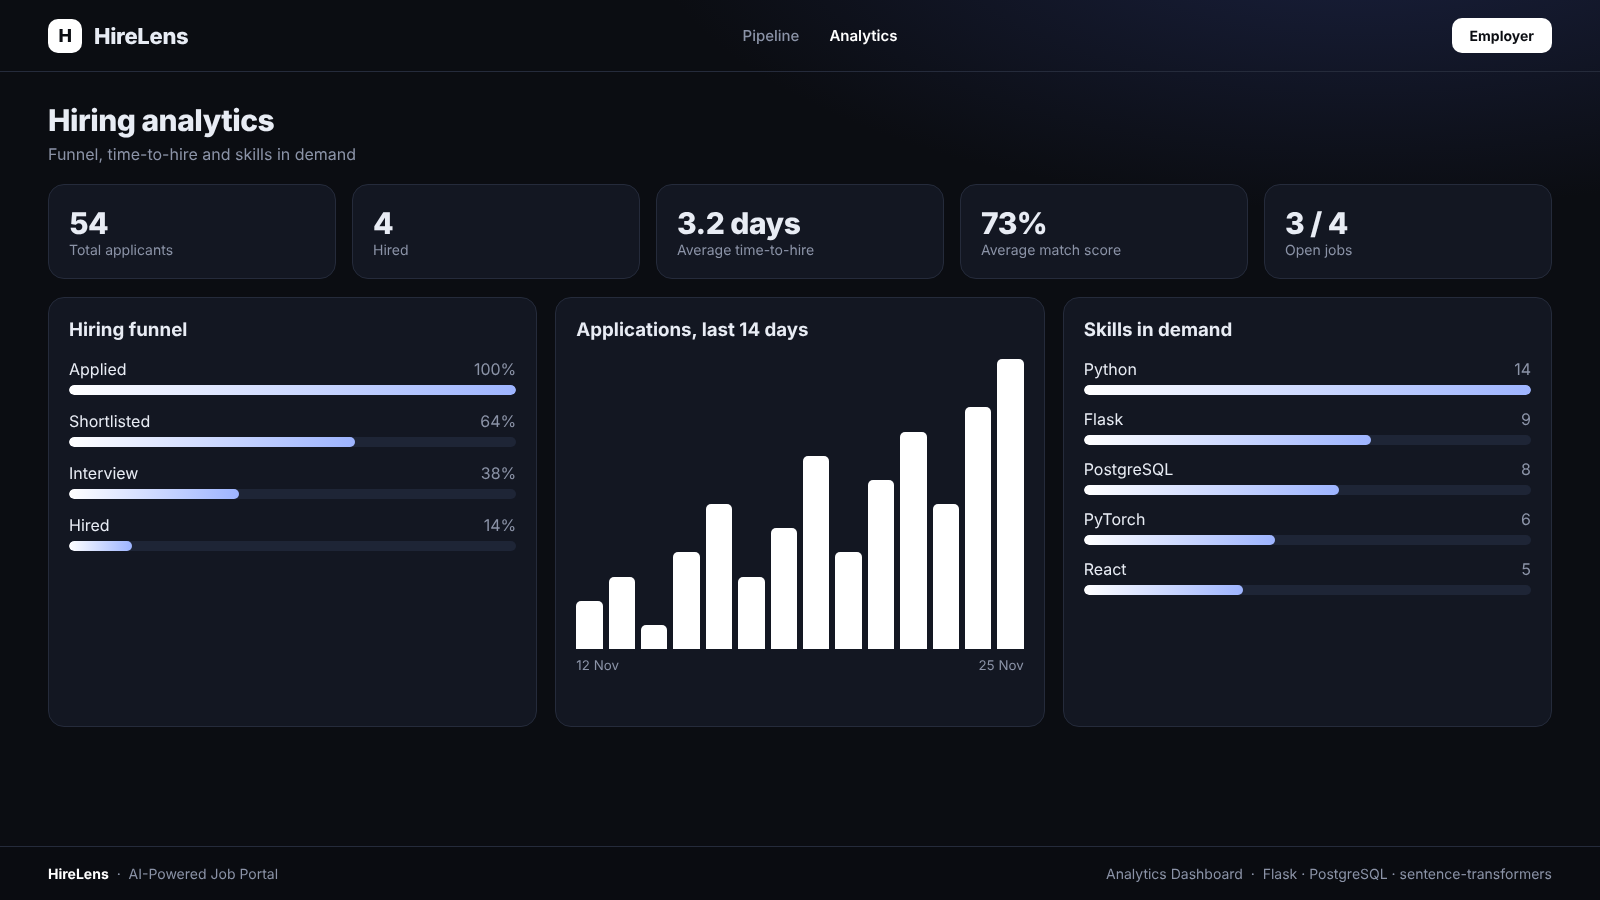 H HireLens
Pipeline Analytics
Employer
Hiring analytics
Funnel, time-to-hire and skills in demand
54
Total applicants
4
Hired
3.2 days
Average time-to-hire
73%
Average match score
3 / 4
Open jobs
Hiring funnel
Applied 100%
Shortlisted 64%
Interview 38%
Hired 14%
Applications, last 14 days
12 Nov 25 Nov
Skills in demand
Python 14
Flask 9
PostgreSQL 8
PyTorch 6
React 5
HireLens · AI-Powered Job Portal
Analytics Dashboard · Flask · PostgreSQL · sentence-transformers